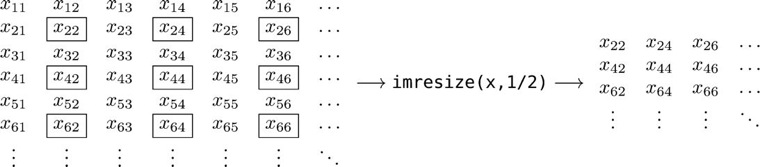 x₁₁ x₁₂ x₁₃ x₁₄ x₁₅ x₁₆ ⋯
x₂₁ x₂₂ x₂₃ x₂₄ x₂₅ x₂₆ ⋯
x₃₁ x₃₂ x₃₃ x₃₄ x₃₅ x₃₆ ⋯
x₄₁ x₄₂ x₄₃ x₄₄ x₄₅ x₄₆ ⋯
x₅₁ x₅₂ x₅₃ x₅₄ x₅₅ x₅₆ ⋯
x₆₁ x₆₂ x₆₃ x₆₄ x₆₅ x₆₆ ⋯
⋮ ⋮ ⋮ ⋮ ⋮ ⋮ ⋱
⟶ imresize(x,1/2) ⟶
x₂₂ x₂₄ x₂₆ ⋯
x₄₂ x₄₄ x₄₆ ⋯
x₆₂ x₆₄ x₆₆ ⋯
⋮ ⋮ ⋮ ⋱